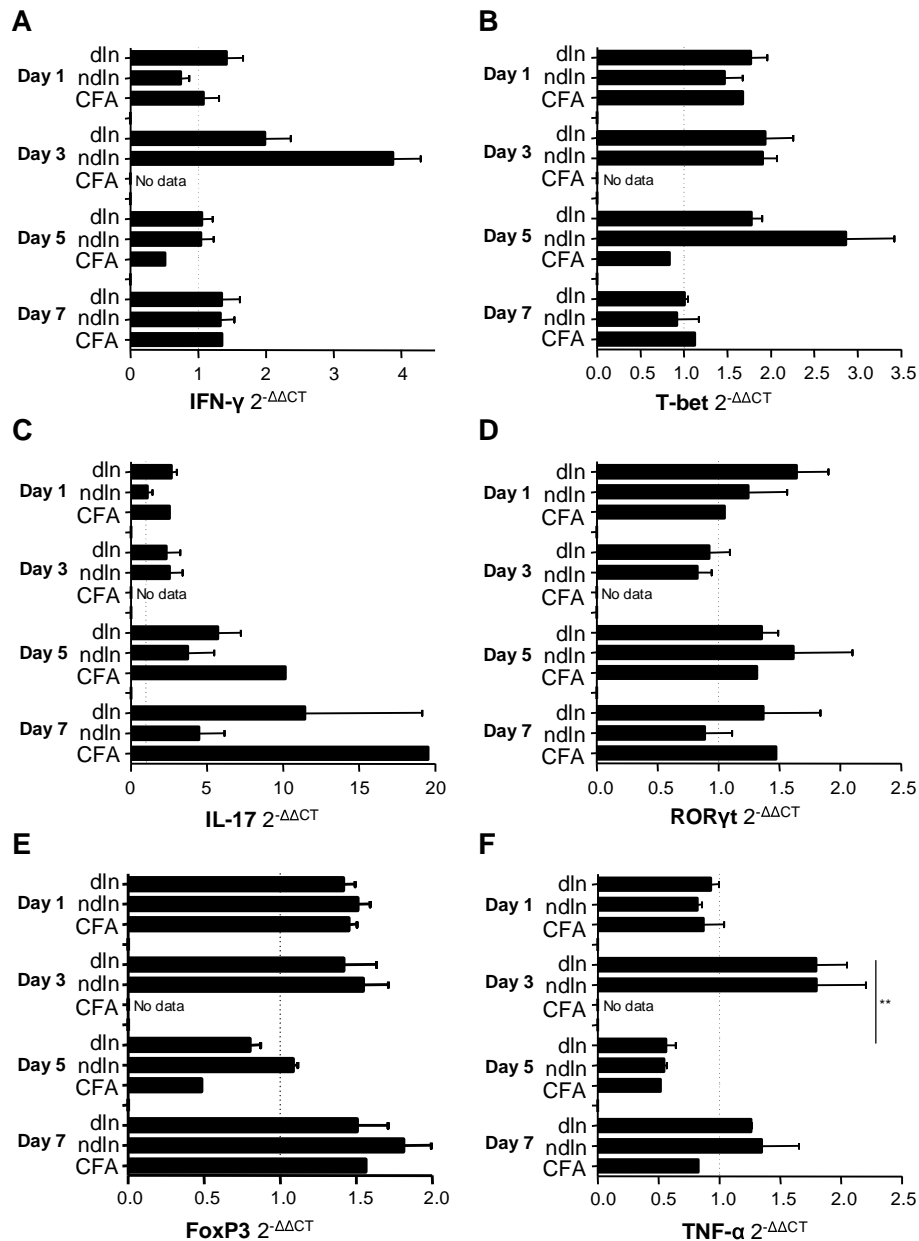 A
Day 1
dln
ndln
CFA
Day 3
dln
ndln
CFA
No data
Day 5
dln
ndln
CFA
Day 7
dln
ndln
CFA
0 1 2 3 4
IFN-γ 2-ΔΔCT
B
Day 1
dln
ndln
CFA
Day 3
dln
ndln
CFA
No data
Day 5
dln
ndln
CFA
Day 7
dln
ndln
CFA
0.0 0.5 1.0 1.5 2.0 2.5 3.0 3.5
T-bet 2-ΔΔCT
C
Day 1
dln
ndln
CFA
Day 3
dln
ndln
CFA
No data
Day 5
dln
ndln
CFA
Day 7
dln
ndln
CFA
0 5 10 15 20
IL-17 2-ΔΔCT
D
Day 1
dln
ndln
CFA
Day 3
dln
ndln
CFA
No data
Day 5
dln
ndln
CFA
Day 7
dln
ndln
CFA
0.0 0.5 1.0 1.5 2.0 2.5
RORγt 2-ΔΔCT
E
Day 1
dln
ndln
CFA
Day 3
dln
ndln
CFA
No data
Day 5
dln
ndln
CFA
Day 7
dln
ndln
CFA
0.0 0.5 1.0 1.5 2.0
FoxP3 2-ΔΔCT
F
Day 1
dln
ndln
CFA
Day 3
dln
ndln
CFA
No data
**
Day 5
dln
ndln
CFA
Day 7
dln
ndln
CFA
0.0 0.5 1.0 1.5 2.0 2.5
TNF-α 2-ΔΔCT